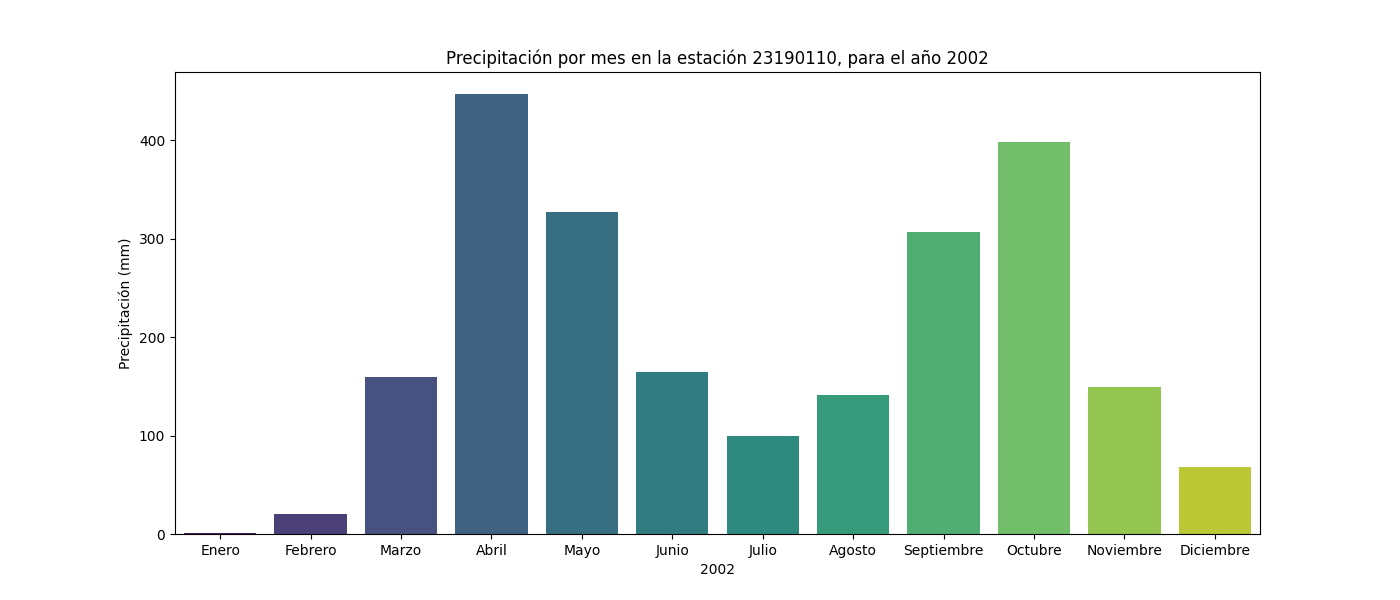 Precipitación por mes en la estación 23190110, para el año 2002
Precipitación (mm)
400
300
200
100
0
Enero Febrero Marzo Abril Mayo Junio Julio Agosto Septiembre Octubre Noviembre Diciembre
2002